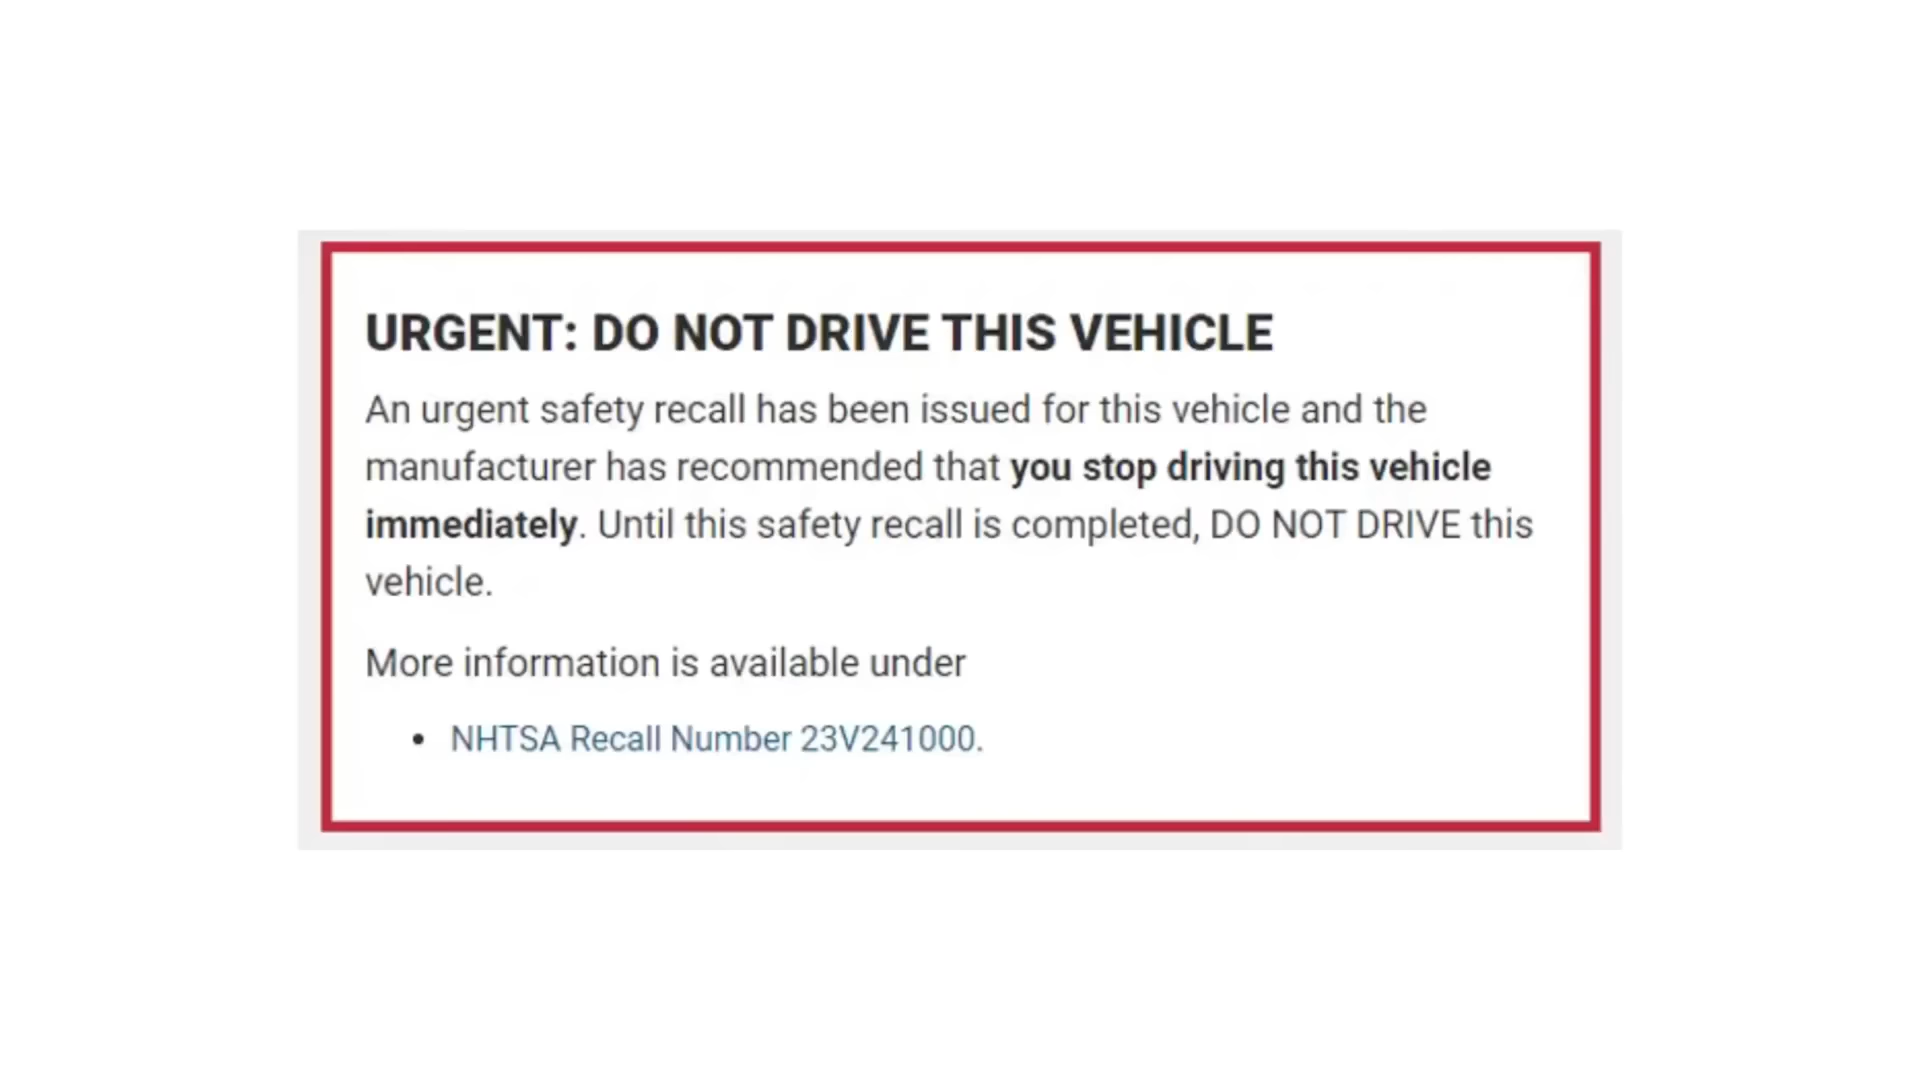 URGENT: DO NOT DRIVE THIS VEHICLE
An urgent safety recall has been issued for this vehicle and the
manufacturer has recommended that you stop driving this vehicle
immediately. Until this safety recall is completed, DO NOT DRIVE this
vehicle.
More information is available under
• NHTSA Recall Number 23V241000.